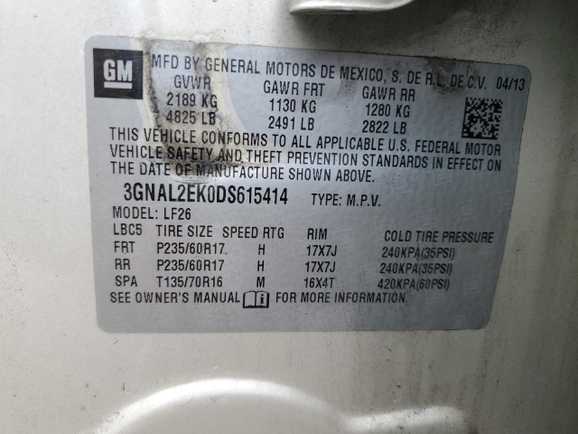 GM
MFD BY GENERAL MOTORS DE MEXICO, S. DE R.L. DE C.V. 04/13
GVWR GAWR FRT GAWR RR
2189 KG 1130 KG 1280 KG
4825 LB 2491 LB 2822 LB
THIS VEHICLE CONFORMS TO ALL APPLICABLE U.S. FEDERAL MOTOR
VEHICLE SAFETY AND THEFT PREVENTION STANDARDS IN EFFECT ON
THE DATE OF MANUFACTURE SHOWN ABOVE.
3GNAL2EK0DS615414 TYPE: M.P.V.
MODEL: LF26
LBC5 TIRE SIZE SPEED RTG RIM COLD TIRE PRESSURE
FRT P235/60R17 H 17X7J 240KPA(35PSI)
RR P235/60R17 H 17X7J 240KPA(35PSI)
SPA T135/70R16 M 16X4T 420KPA(60PSI)
SEE OWNER'S MANUAL FOR MORE INFORMATION.